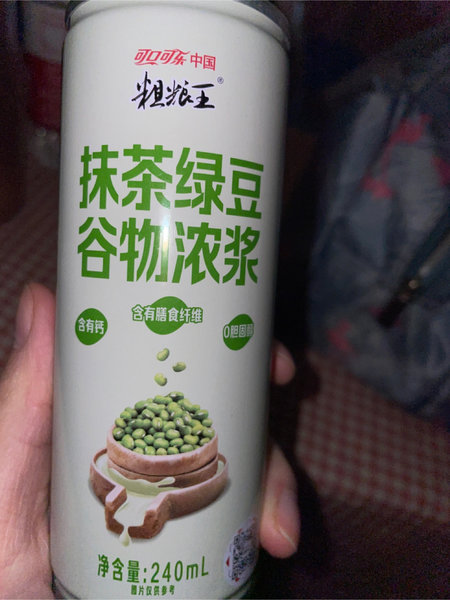 可口可乐 中国
粗粮王®
抹茶绿豆
谷物浓浆
含有钙
含有膳食纤维
0胆固醇
净含量:240mL
图片仅供参考